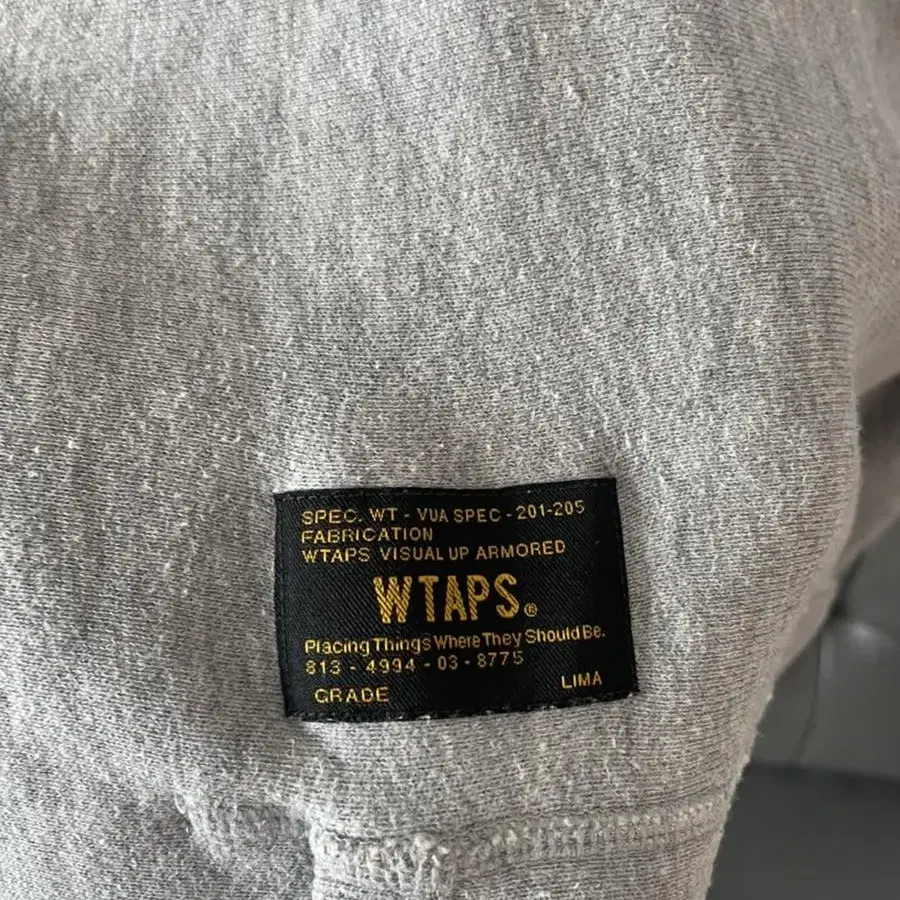 SPEC. WT - VUA SPEC - 201-205
FABRICATION
WTAPS VISUAL UP ARMORED
WTAPS®
Placing Things Where They Should Be.
813 - 4994 - 03 - 8775
GRADE LIMA